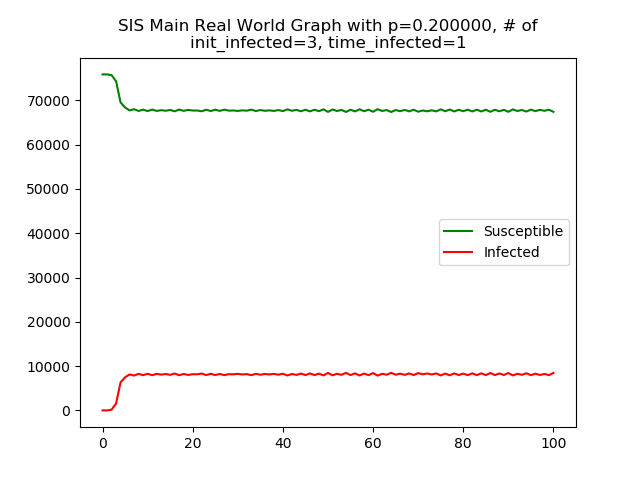 SIS Main Real World Graph with p=0.200000, # of
init_infected=3, time_infected=1
70000
60000
50000
40000
30000
20000
10000
0
Susceptible
Infected
0 20 40 60 80 100